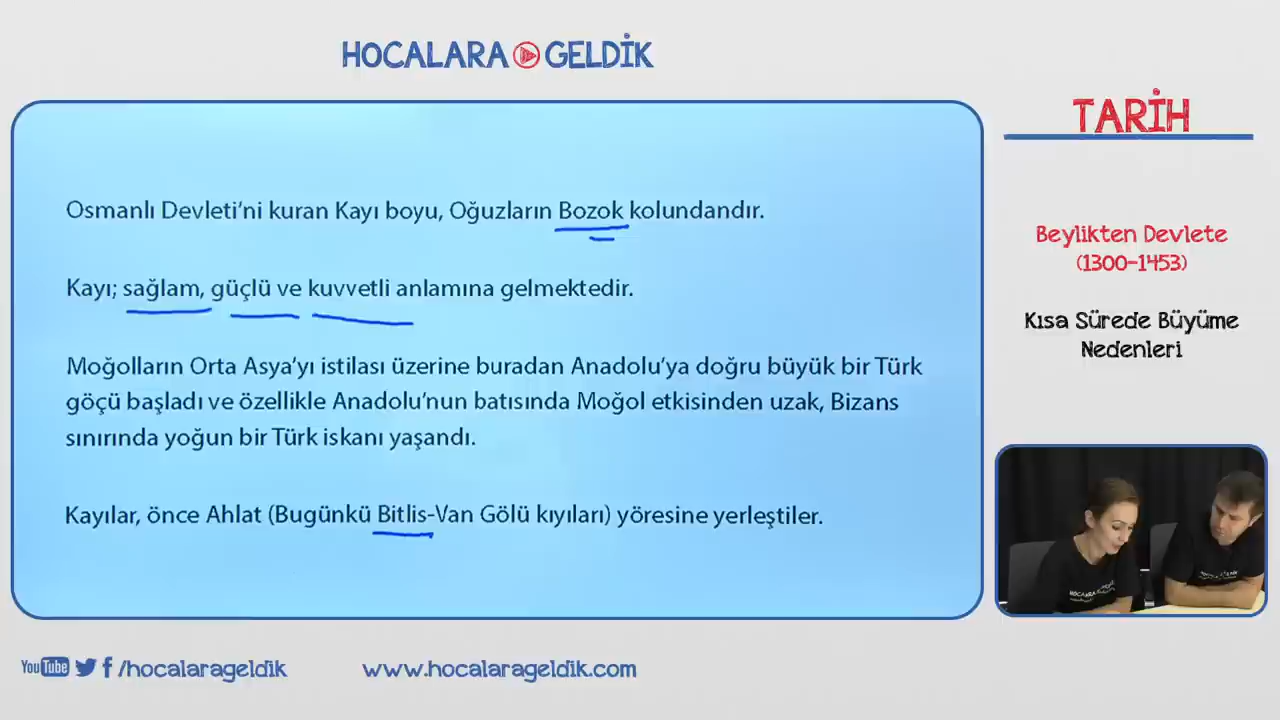 HOCALARA GELDİK
TARİH
Osmanlı Devleti'ni kuran Kayı boyu, Oğuzların Bozok kolundandır.
Kayı; sağlam, güçlü ve kuvvetli anlamına gelmektedir.
Moğolların Orta Asya'yı istilası üzerine buradan Anadolu'ya doğru büyük bir Türk
göçü başladı ve özellikle Anadolu'nun batısında Moğol etkisinden uzak, Bizans
sınırında yoğun bir Türk iskanı yaşandı.
Kayılar, önce Ahlat (Bugünkü Bitlis-Van Gölü kıyıları) yöresine yerleştiler.
Beylikten Devlete
(1300-1453)
Kısa Sürede Büyüme
Nedenleri
YouTube /hocalarageldik
www.hocalarageldik.com